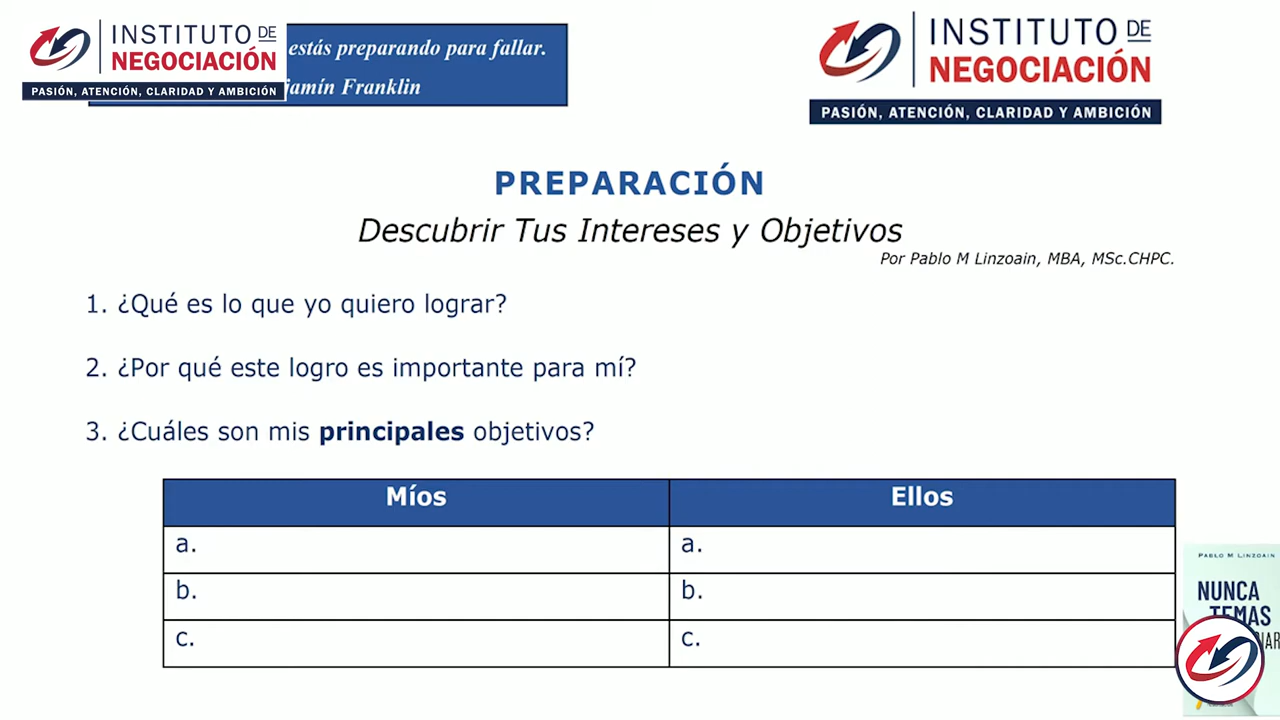 INSTITUTO DE
NEGOCIACIÓN
PASIÓN, ATENCIÓN, CLARIDAD Y AMBICIÓN
estás preparando para fallar.
Franklin
INSTITUTO DE
NEGOCIACIÓN
PASIÓN, ATENCIÓN, CLARIDAD Y AMBICIÓN
PREPARACIÓN
Descubrir Tus Intereses y Objetivos
Por Pablo M Linzoain, MBA, MSc.CHPC.
1. ¿Qué es lo que yo quiero lograr?
2. ¿Por qué este logro es importante para mí?
3. ¿Cuáles son mis principales objetivos?
Míos Ellos
a. a.
b. b.
c. c.
PABLO M LINZOAIN
NUNCA
TEMAS